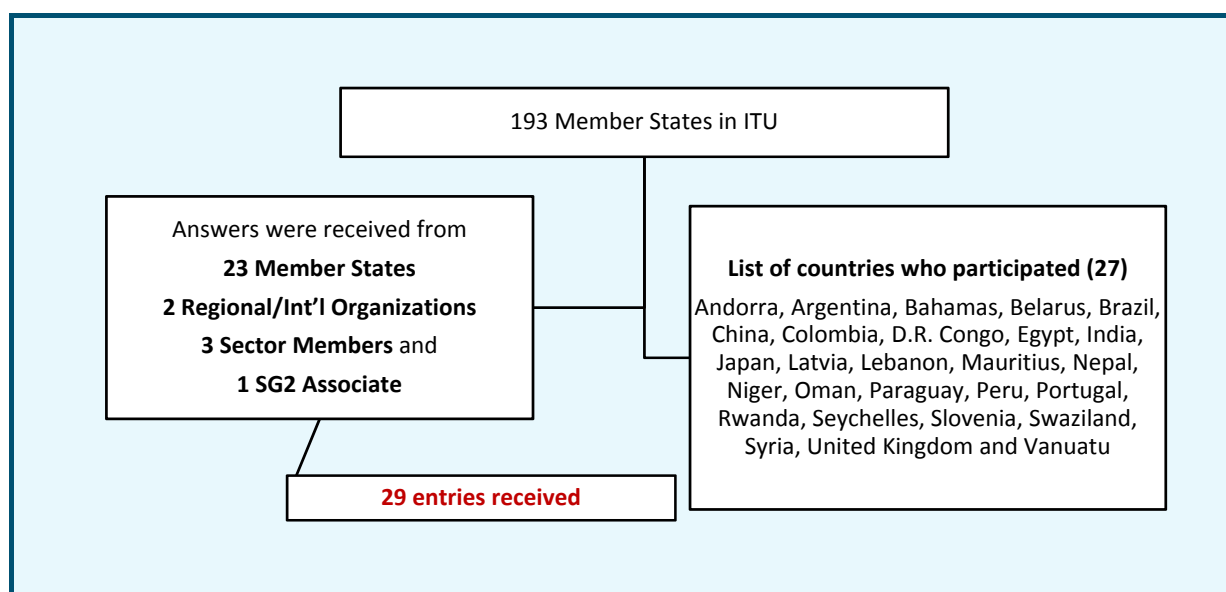 193 Member States in ITU
Answers were received from
23 Member States
2 Regional/Int’l Organizations
3 Sector Members and
1 SG2 Associate
29 entries received
List of countries who participated (27)
Andorra, Argentina, Bahamas, Belarus, Brazil,
China, Colombia, D.R. Congo, Egypt, India,
Japan, Latvia, Lebanon, Mauritius, Nepal,
Niger, Oman, Paraguay, Peru, Portugal,
Rwanda, Seychelles, Slovenia, Swaziland,
Syria, United Kingdom and Vanuatu